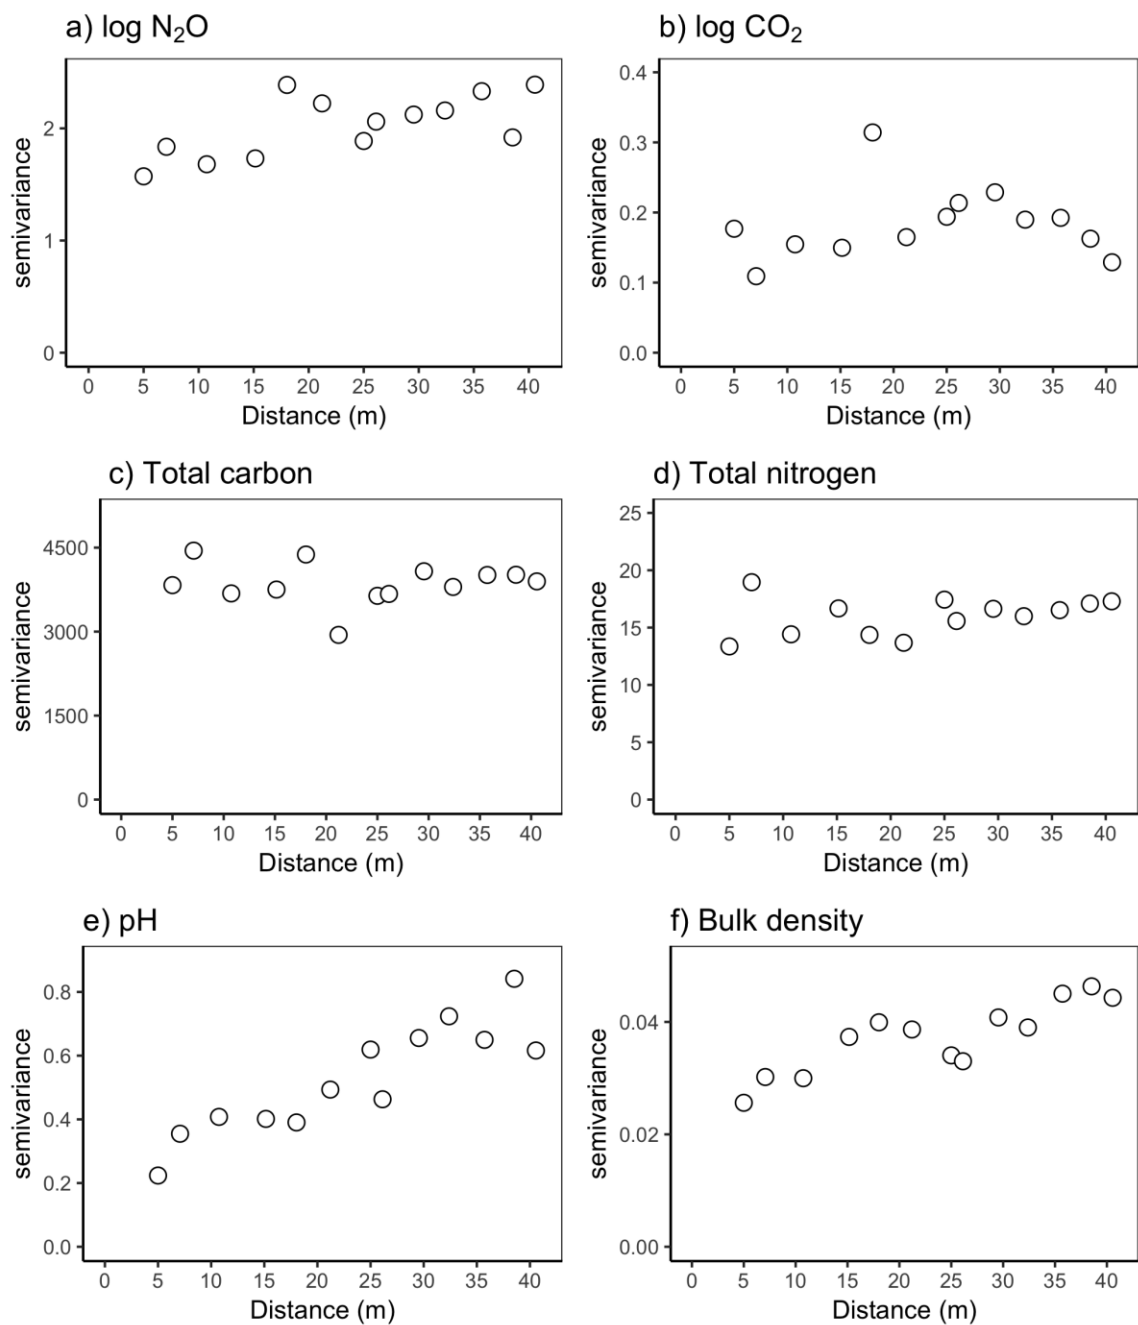 a) log N₂O
semivariance
2
1
0
0 5 10 15 20 25 30 35 40
Distance (m)
b) log CO₂
semivariance
0.4
0.3
0.2
0.1
0.0
0 5 10 15 20 25 30 35 40
Distance (m)
c) Total carbon
semivariance
4500
3000
1500
0
0 5 10 15 20 25 30 35 40
Distance (m)
d) Total nitrogen
semivariance
25
20
15
10
5
0
0 5 10 15 20 25 30 35 40
Distance (m)
e) pH
semivariance
0.8
0.6
0.4
0.2
0.0
0 5 10 15 20 25 30 35 40
Distance (m)
f) Bulk density
semivariance
0.04
0.02
0.00
0 5 10 15 20 25 30 35 40
Distance (m)